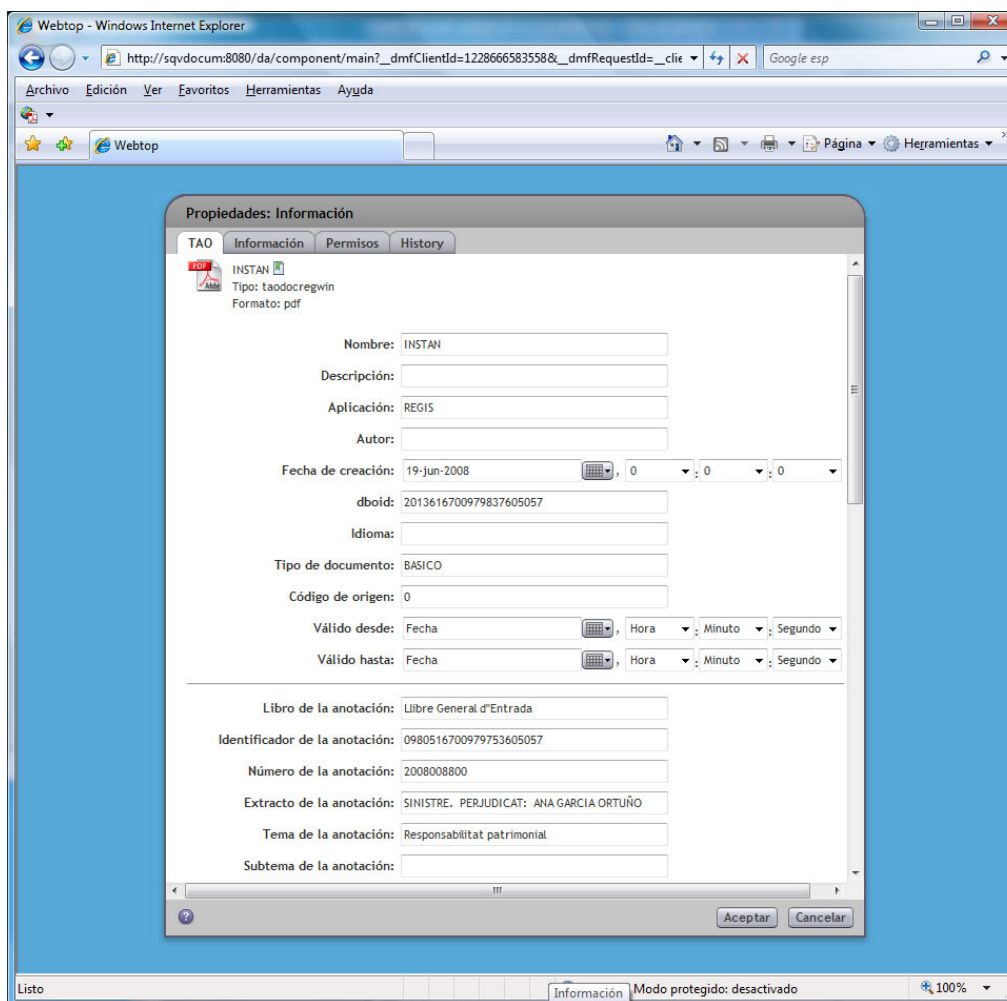 Webtop - Windows Internet Explorer
http://sqvdocum:8080/da/component/main?_dmfClientId=1228666583558&_dmfRequestId=__clie
Google esp
Archivo Edición Ver Favoritos Herramientas Ayuda
Webtop
Página Herramientas
Propiedades: Información
TAO Información Permisos History
INSTAN
Tipo: taodocregwin
Formato: pdf
Nombre: INSTAN
Descripción:
Aplicación: REGIS
Autor:
Fecha de creación: 19-jun-2008 , 0 : 0 : 0
dboid: 2013616700979837605057
Idioma:
Tipo de documento: BASICO
Código de origen: 0
Válido desde: Fecha , Hora : Minuto : Segundo
Válido hasta: Fecha , Hora : Minuto : Segundo
Libro de la anotación: Llibre General d"Entrada
Identificador de la anotación: 0980516700979753605057
Número de la anotación: 2008008800
Extracto de la anotación: SINISTRE. PERJUDICAT: ANA GARCIA ORTUÑO
Tema de la anotación: Responsabilitat patrimonial
Subtema de la anotación:
Aceptar Cancelar
Listo Información Modo protegido: desactivado 100%